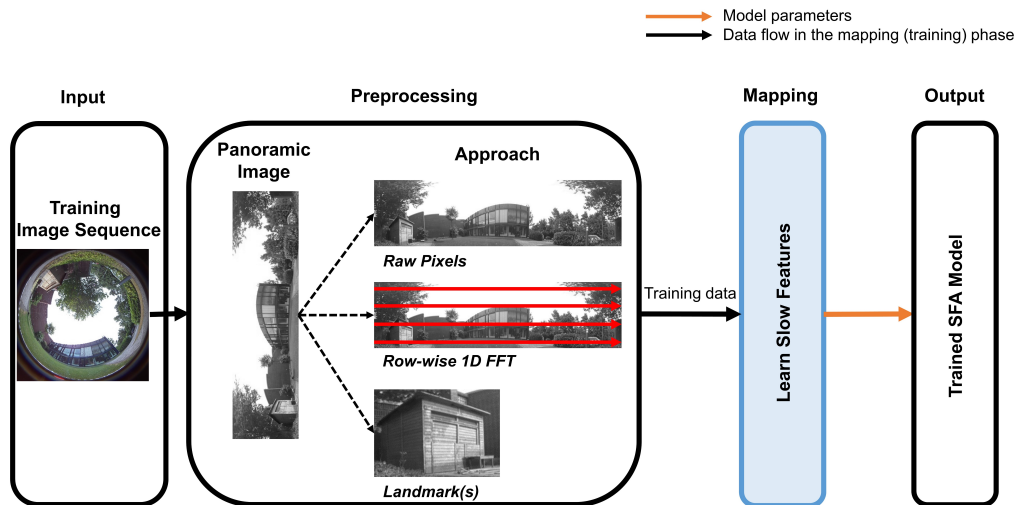 Model parameters
Data flow in the mapping (training) phase
Input
Preprocessing
Mapping
Output
Training
Image Sequence
Panoramic
Image
Approach
Raw Pixels
Row-wise 1D FFT
Landmark(s)
Training data
Learn Slow Features
Trained SFA Model